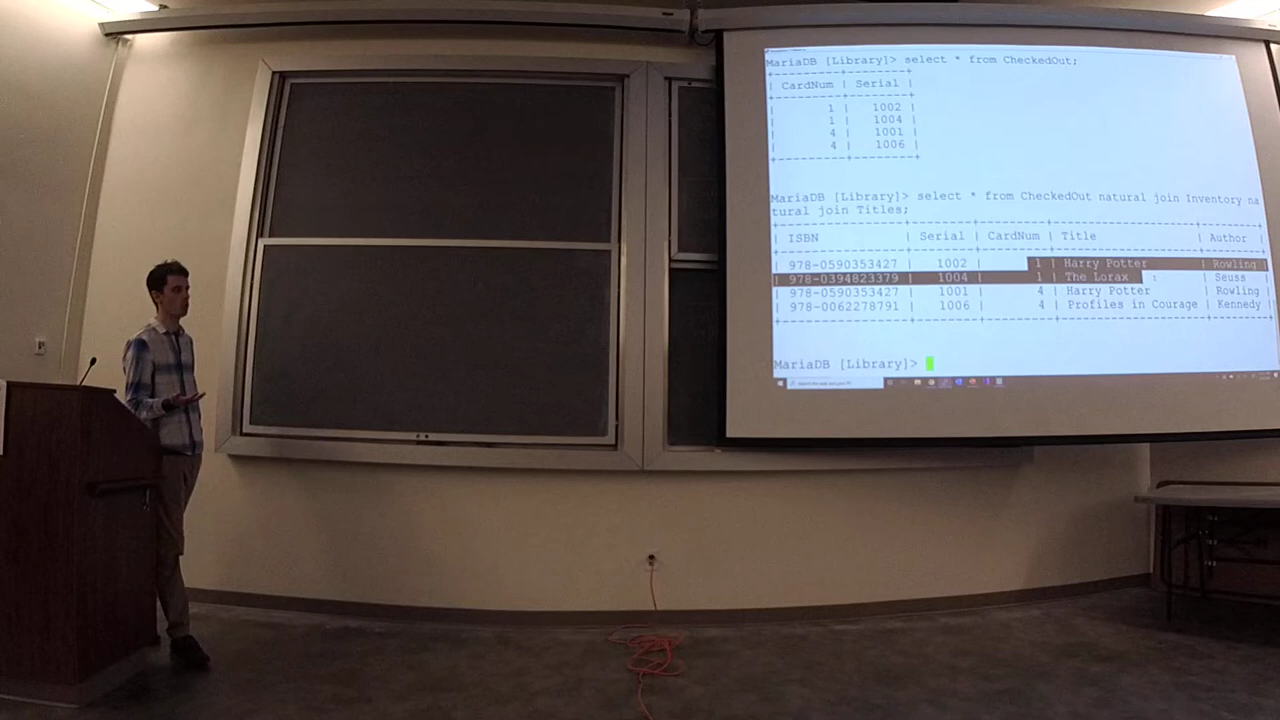 MariaDB [Library]> select * from CheckedOut;
+---------+--------+
| CardNum | Serial |
+---------+--------+
| 1 | 1002 |
| 1 | 1004 |
| 4 | 1001 |
| 4 | 1006 |
+---------+--------+
MariaDB [Library]> select * from CheckedOut natural join Inventory na
tural join Titles;
+----------------+--------+---------+---------------------+---------+
| ISBN | Serial | CardNum | Title | Author |
+----------------+--------+---------+---------------------+---------+
| 978-0590353427 | 1002 | 1 | Harry Potter | Rowling |
| 978-0394823379 | 1004 | 1 | The Lorax | Seuss |
| 978-0590353427 | 1001 | 4 | Harry Potter | Rowling |
| 978-0062278791 | 1006 | 4 | Profiles in Courage | Kennedy |
+----------------+--------+---------+---------------------+---------+
MariaDB [Library]>